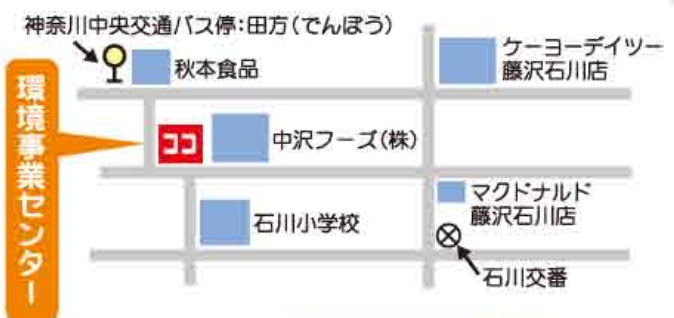 神奈川中央交通バス停:田方(でんぽう)
秋本食品
ケーヨーデイツー
藤沢石川店
環境事業センター
ココ
中沢フーズ(株)
マクドナルド
藤沢石川店
石川小学校
石川交番